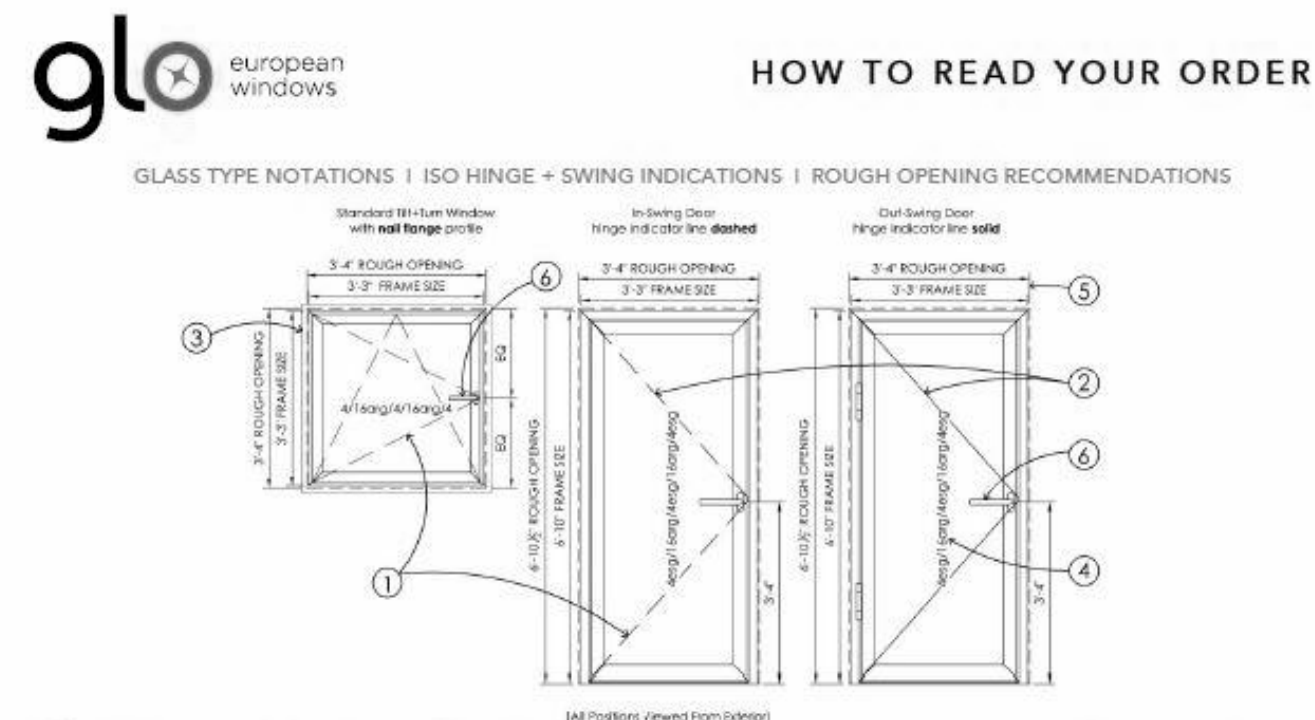 glo
european
windows
HOW TO READ YOUR ORDER
GLASS TYPE NOTATIONS | ISO HINGE + SWING INDICATIONS | ROUGH OPENING RECOMMENDATIONS
Standard Tilt+Turn Window
with nail flange profile
In-Swing Door
hinge indicator line dashed
Out-Swing Door
hinge indicator line solid
3'-4" ROUGH OPENING
3'-3" FRAME SIZE
3'-4" ROUGH OPENING
3'-3" FRAME SIZE
3'-4" ROUGH OPENING
3'-3" FRAME SIZE
6
5
3
3'-4" ROUGH OPENING
3'-3" FRAME SIZE
EQ
EQ
4/16arg/4/16arg/4
2
6'-10½" ROUGH OPENING
6'-10" FRAME SIZE
4esg/16arg/4esg/16arg/4esg
3'-4"
6'-10½" ROUGH OPENING
6'-10" FRAME SIZE
4esg/16arg/4esg/16arg/4esg
3'-4"
6
4
1
[All Positions Viewed From Exterior]